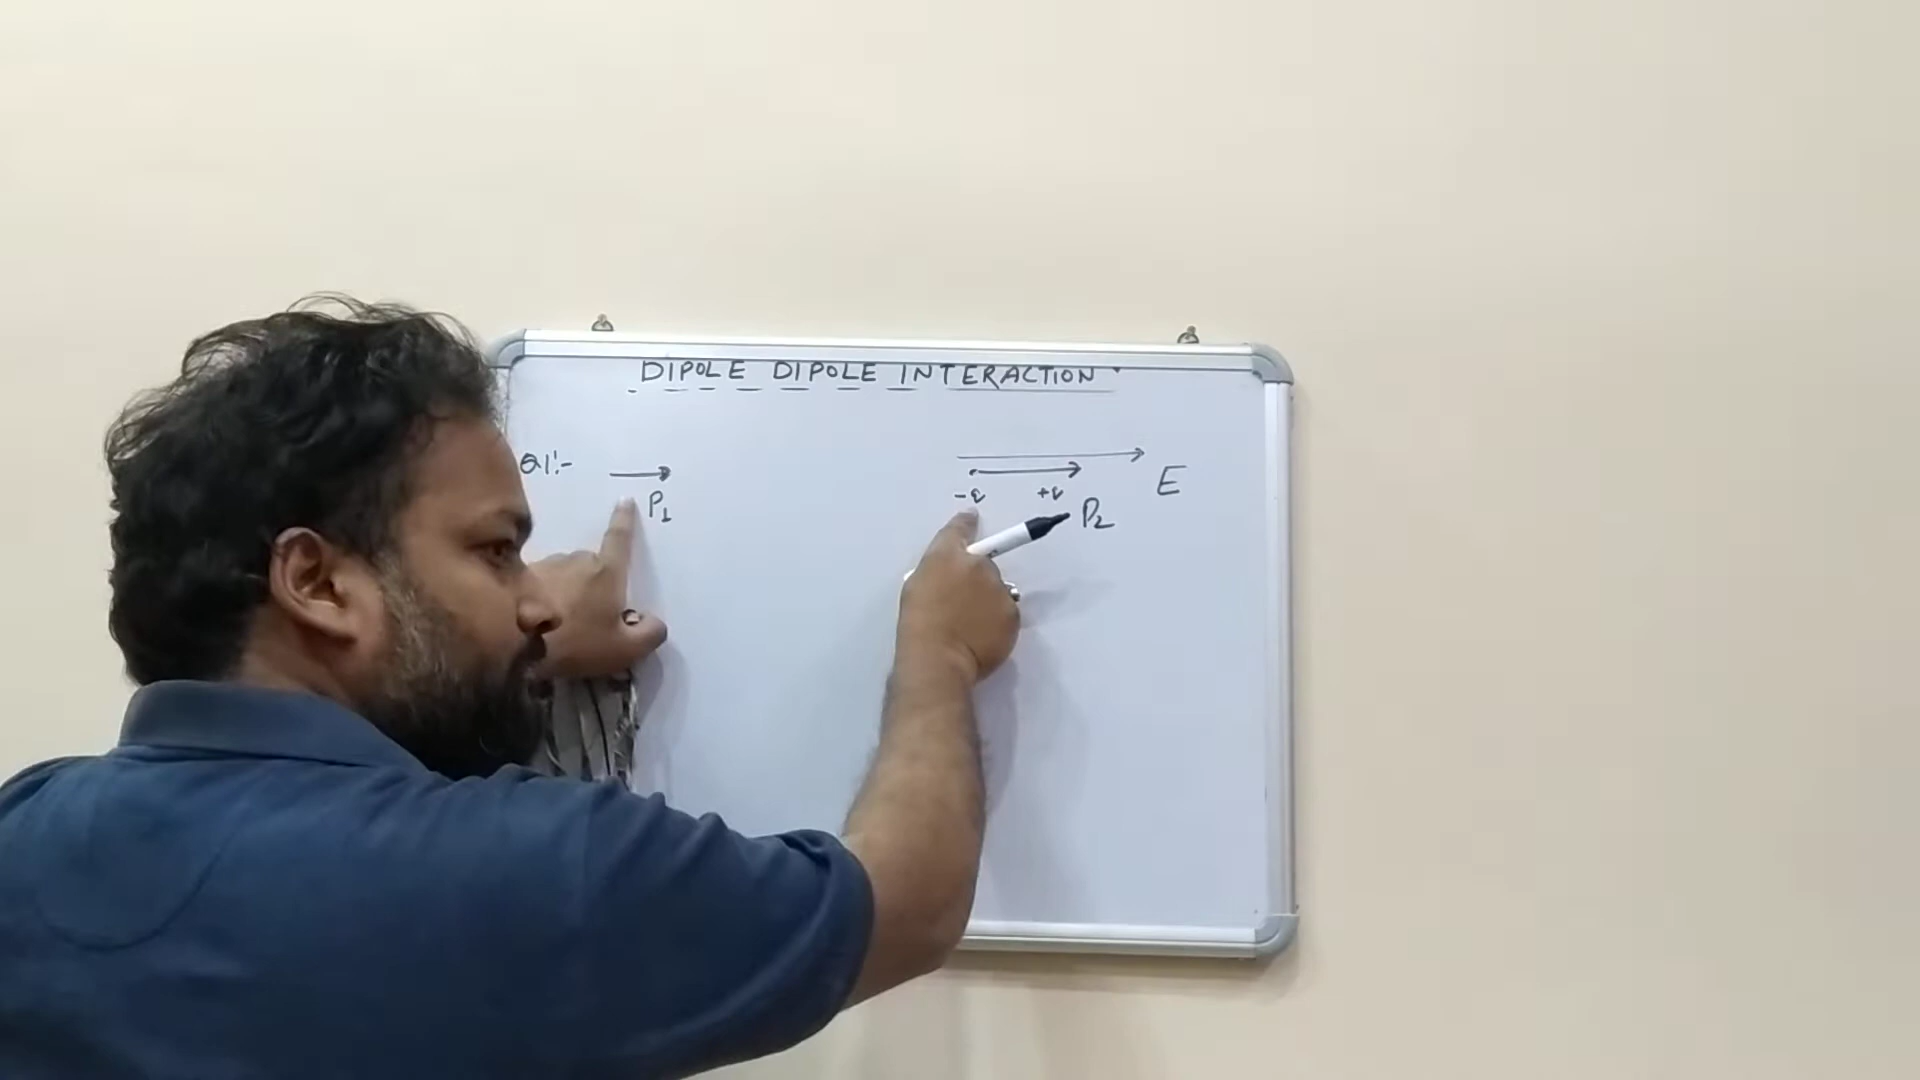 DIPOLE DIPOLE INTERACTION
Q1:-
P1
-q +q
P2
E